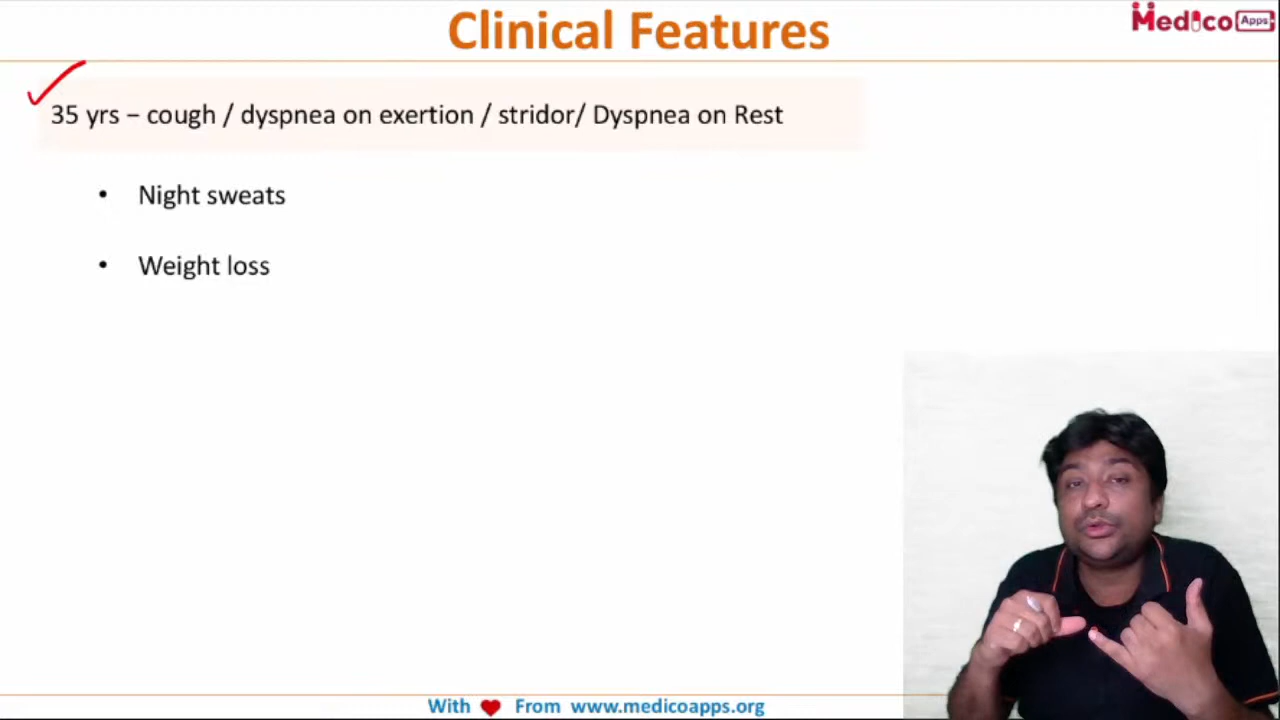 Clinical Features
Medico Apps
35 yrs – cough / dyspnea on exertion / stridor/ Dyspnea on Rest
• Night sweats
• Weight loss
With ❤ From www.medicoapps.org